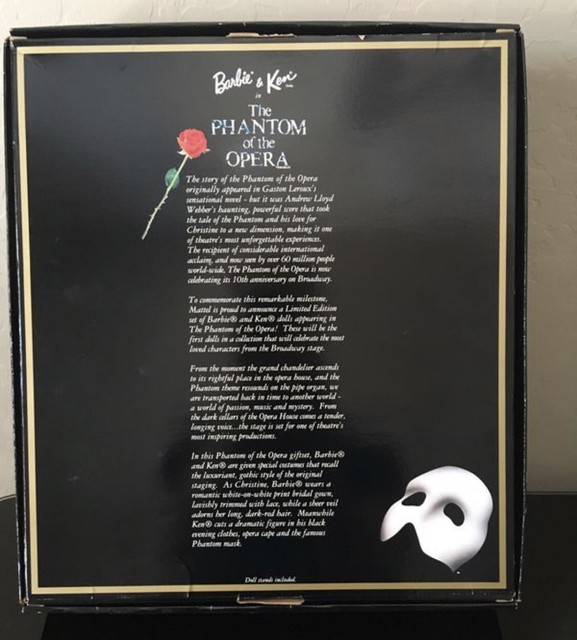 Barbie® & Ken™
in
The
PHANTOM
of the
OPERA
The story of the Phantom of the Opera
originally appeared in Gaston Leroux's
sensational novel - but it was Andrew Lloyd
Webber's haunting, powerful score that took
the tale of the Phantom and his love for
Christine to a new dimension, making it one
of theatre's most unforgettable experiences.
The recipient of considerable international
acclaim, and now seen by over 60 million people
world-wide, The Phantom of the Opera is now
celebrating its 10th anniversary on Broadway.
To commemorate this remarkable milestone,
Mattel is proud to announce a Limited Edition
set of Barbie® and Ken® dolls appearing in
The Phantom of the Opera! These will be the
first dolls in a collection that will celebrate the most
loved characters from the Broadway stage.
From the moment the grand chandelier ascends
to its rightful place in the opera house, and the
Phantom theme resounds on the pipe organ, we
are transported back in time to another world -
a world of passion, music and mystery. From
the dark cellars of the Opera House comes a tender,
longing voice...the stage is set for one of theatre's
most inspiring productions.
In this Phantom of the Opera giftset, Barbie®
and Ken® are given special costumes that recall
the luxuriant, gothic style of the original
staging. As Christine, Barbie® wears a
romantic white-on-white print bridal gown,
lavishly trimmed with lace, while a sheer veil
adorns her long, dark-red hair. Meanwhile
Ken® cuts a dramatic figure in his black
evening clothes, opera cape and the famous
Phantom mask.
Doll stands included.